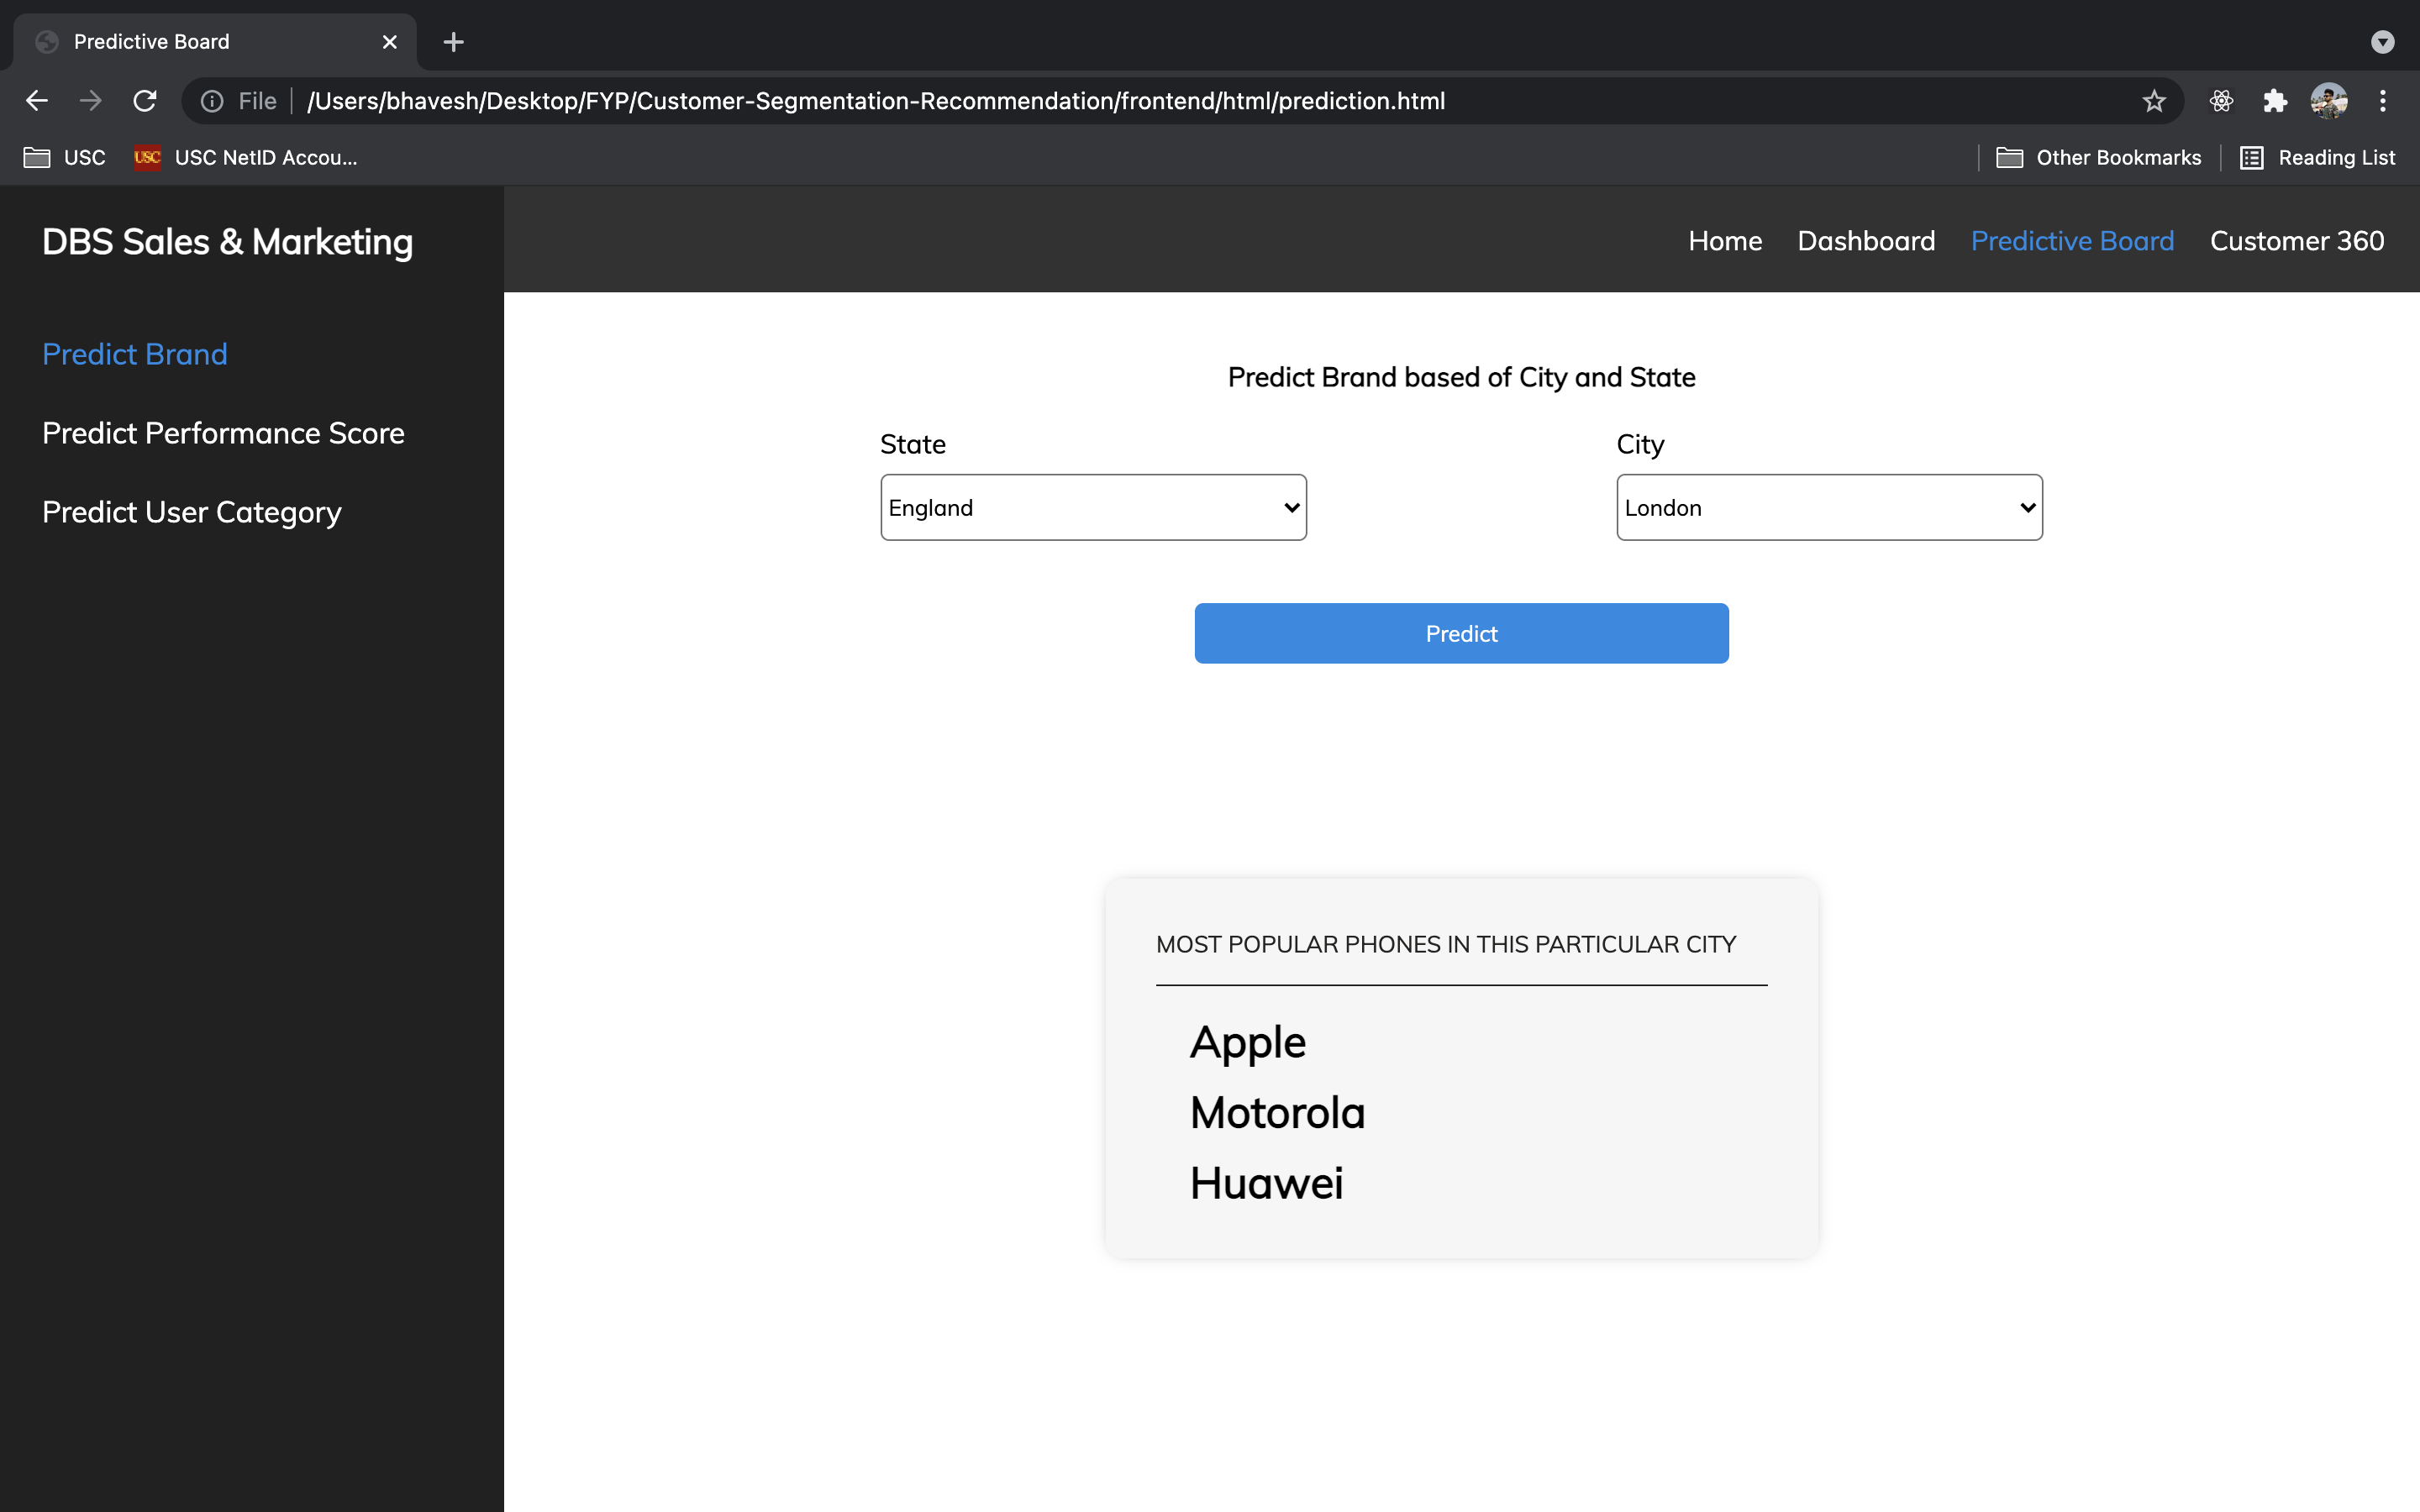 Predictive Board
File
/Users/bhavesh/Desktop/FYP/Customer-Segmentation-Recommendation/frontend/html/prediction.html
USC
USC
USC NetID Accou...
Other Bookmarks
Reading List
DBS Sales & Marketing
Home
Dashboard
Predictive Board
Customer 360
Predict Brand
Predict Performance Score
Predict User Category
Predict Brand based of City and State
State
City
England
London
Predict
MOST POPULAR PHONES IN THIS PARTICULAR CITY
Apple
Motorola
Huawei